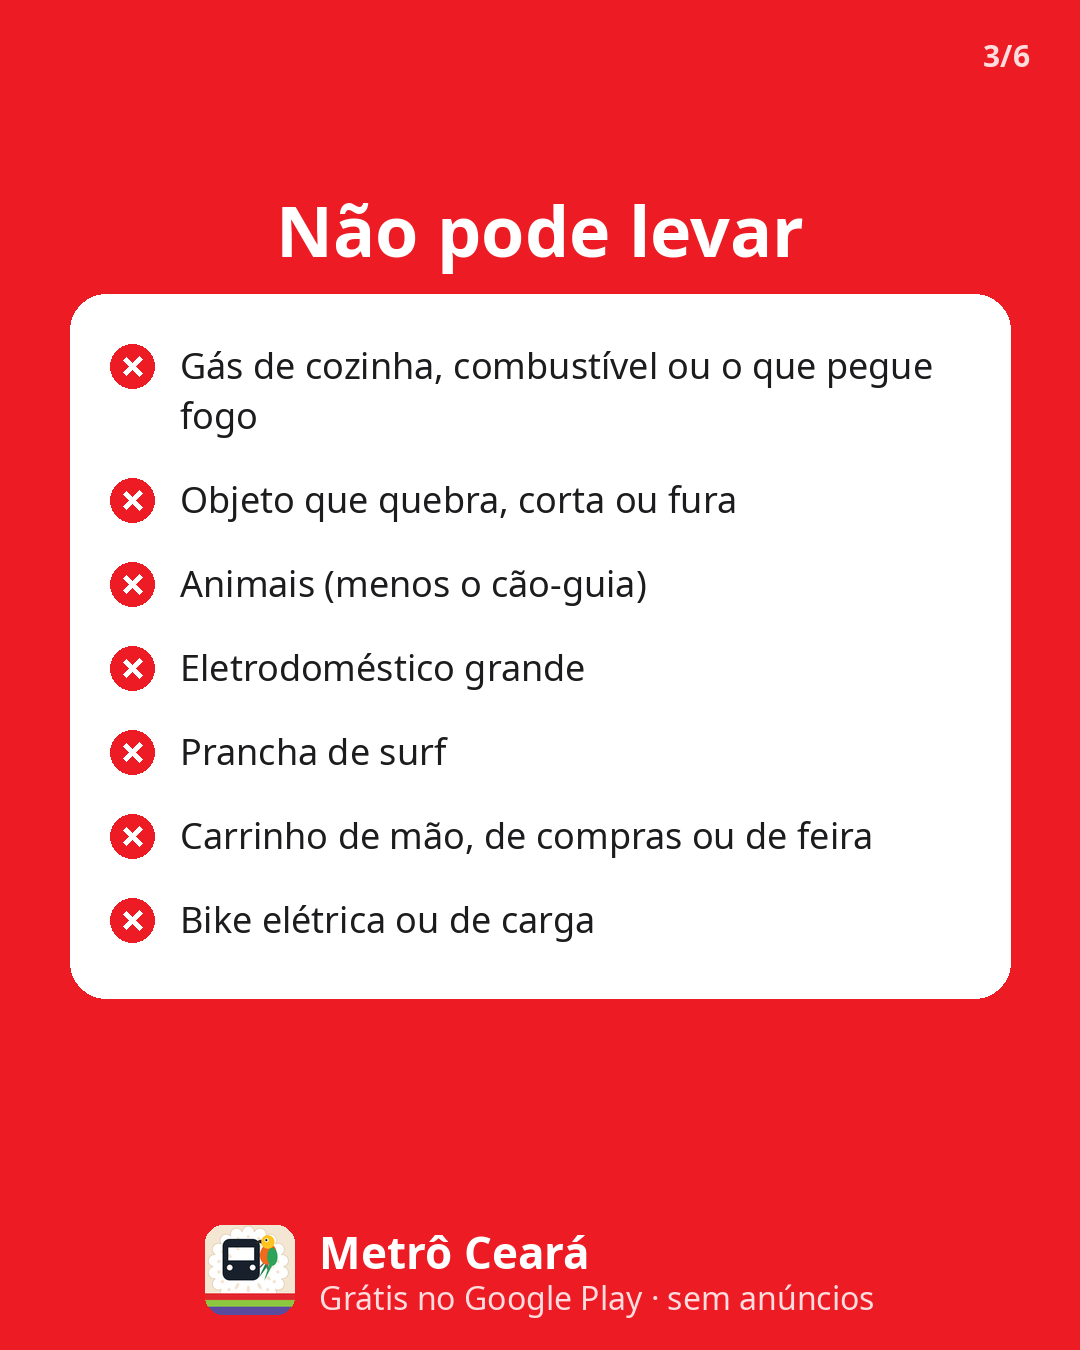 3/6
Não pode levar
Gás de cozinha, combustível ou o que pegue
fogo
Objeto que quebra, corta ou fura
Animais (menos o cão-guia)
Eletrodoméstico grande
Prancha de surf
Carrinho de mão, de compras ou de feira
Bike elétrica ou de carga
Metrô Ceará
Grátis no Google Play · sem anúncios